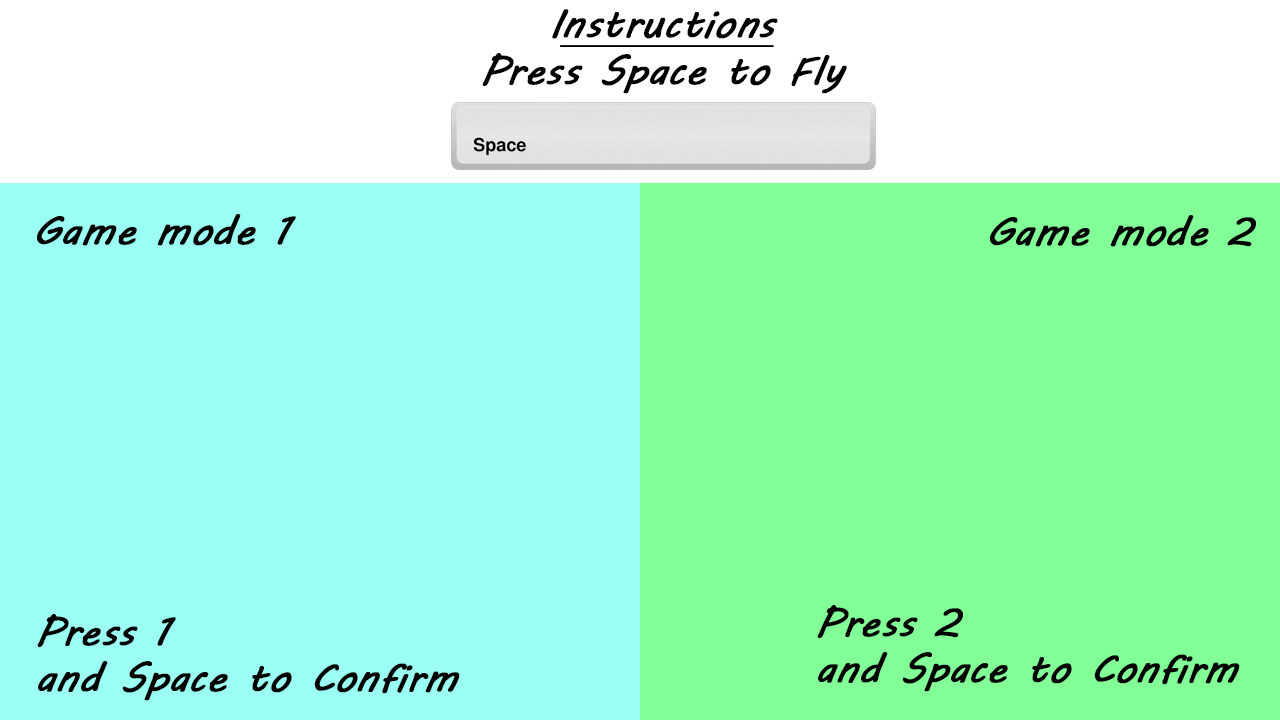 Instructions
Press Space to Fly
Space
Game mode 1
Game mode 2
Press 1
and Space to Confirm
Press 2
and Space to Confirm